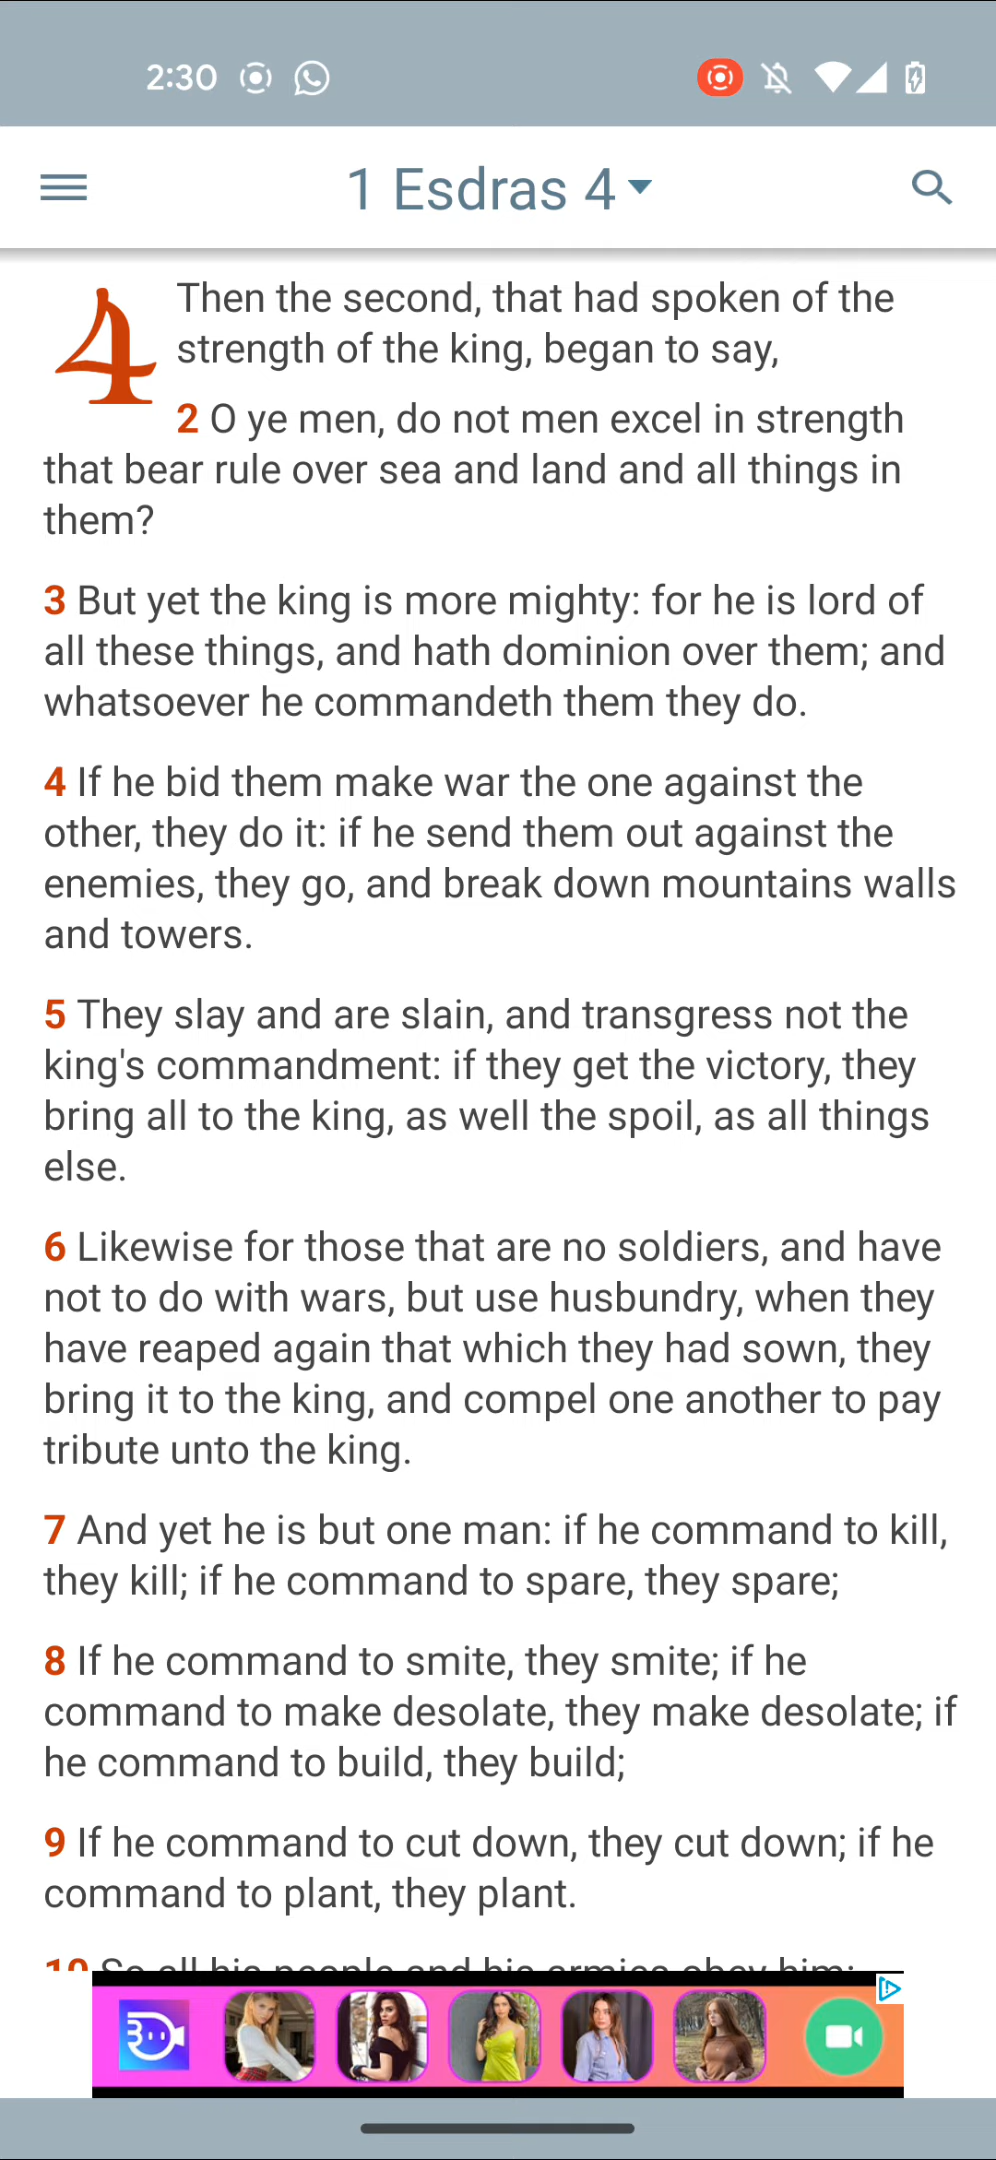 2:30
1 Esdras 4
4 Then the second, that had spoken of the
strength of the king, began to say,
2 O ye men, do not men excel in strength
that bear rule over sea and land and all things in
them?
3 But yet the king is more mighty: for he is lord of
all these things, and hath dominion over them; and
whatsoever he commandeth them they do.
4 If he bid them make war the one against the
other, they do it: if he send them out against the
enemies, they go, and break down mountains walls
and towers.
5 They slay and are slain, and transgress not the
king's commandment: if they get the victory, they
bring all to the king, as well the spoil, as all things
else.
6 Likewise for those that are no soldiers, and have
not to do with wars, but use husbundry, when they
have reaped again that which they had sown, they
bring it to the king, and compel one another to pay
tribute unto the king.
7 And yet he is but one man: if he command to kill,
they kill; if he command to spare, they spare;
8 If he command to smite, they smite; if he
command to make desolate, they make desolate; if
he command to build, they build;
9 If he command to cut down, they cut down; if he
command to plant, they plant.
10 So all his people and his armies obey him: